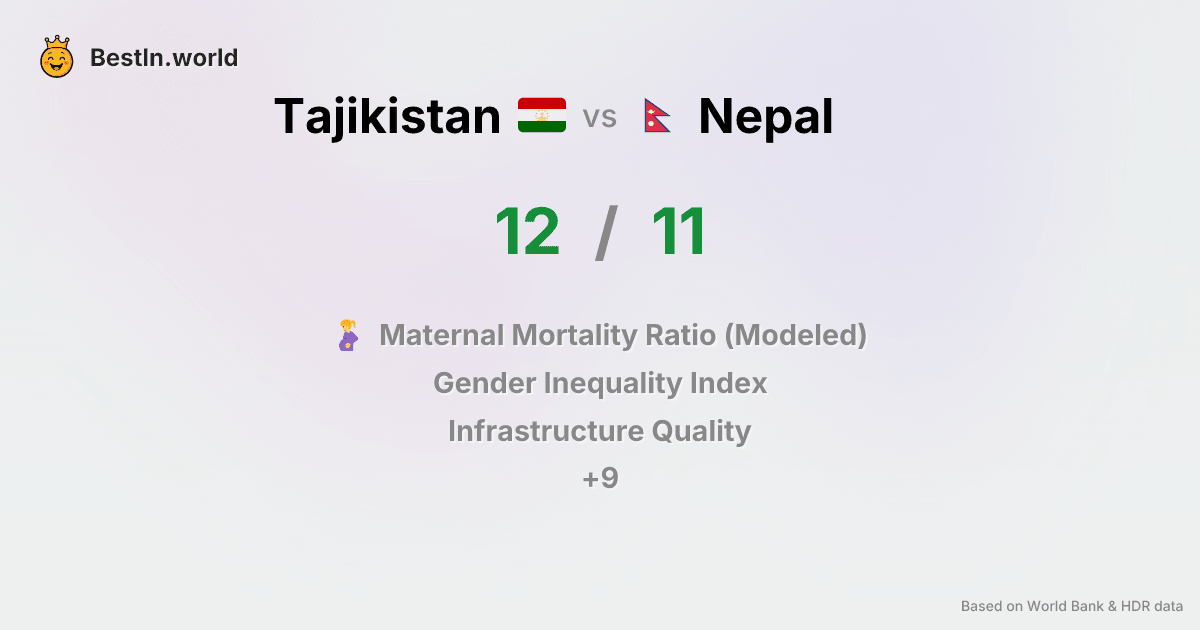 BestIn.world
Tajikistan vs Nepal
12 / 11
Maternal Mortality Ratio (Modeled)
Gender Inequality Index
Infrastructure Quality
+9
Based on World Bank & HDR data